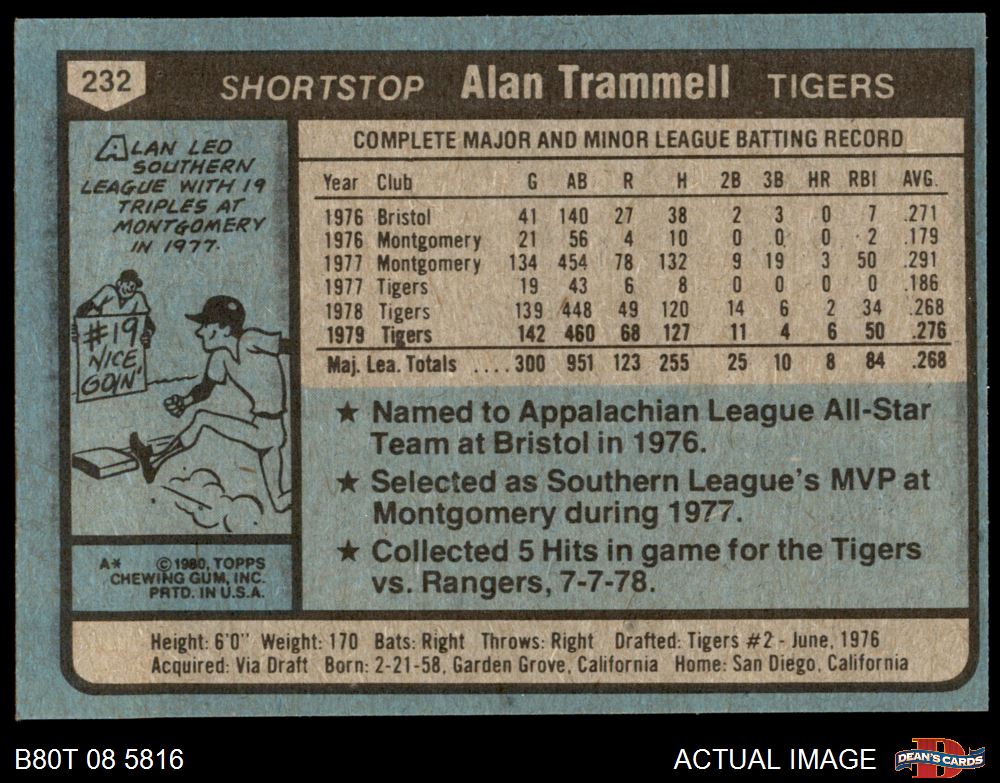 232 SHORTSTOP Alan Trammell TIGERS
ALAN LED
SOUTHERN
LEAGUE WITH 19
TRIPLES AT
MONTGOMERY
IN 1977.
#19
NICE
GOIN'
A* © 1980, TOPPS
CHEWING GUM, INC.
PRTD. IN U.S.A.
COMPLETE MAJOR AND MINOR LEAGUE BATTING RECORD
Year Club G AB R H 2B 3B HR RBI AVG.
1976 Bristol 41 140 27 38 2 3 0 7 .271
1976 Montgomery 21 56 4 10 0 0 0 2 .179
1977 Montgomery 134 454 78 132 9 19 3 50 .291
1977 Tigers 19 43 6 8 0 0 0 0 .186
1978 Tigers 139 448 49 120 14 6 2 34 .268
1979 Tigers 142 460 68 127 11 4 6 50 .276
Maj. Lea. Totals .... 300 951 123 255 25 10 8 84 .268
★ Named to Appalachian League All-Star
Team at Bristol in 1976.
★ Selected as Southern League's MVP at
Montgomery during 1977.
★ Collected 5 Hits in game for the Tigers
vs. Rangers, 7-7-78.
Height: 6'0" Weight: 170 Bats: Right Throws: Right Drafted: Tigers #2 - June, 1976
Acquired: Via Draft Born: 2-21-58, Garden Grove, California Home: San Diego, California
B80T 08 5816 ACTUAL IMAGE D DEAN'S CARDS